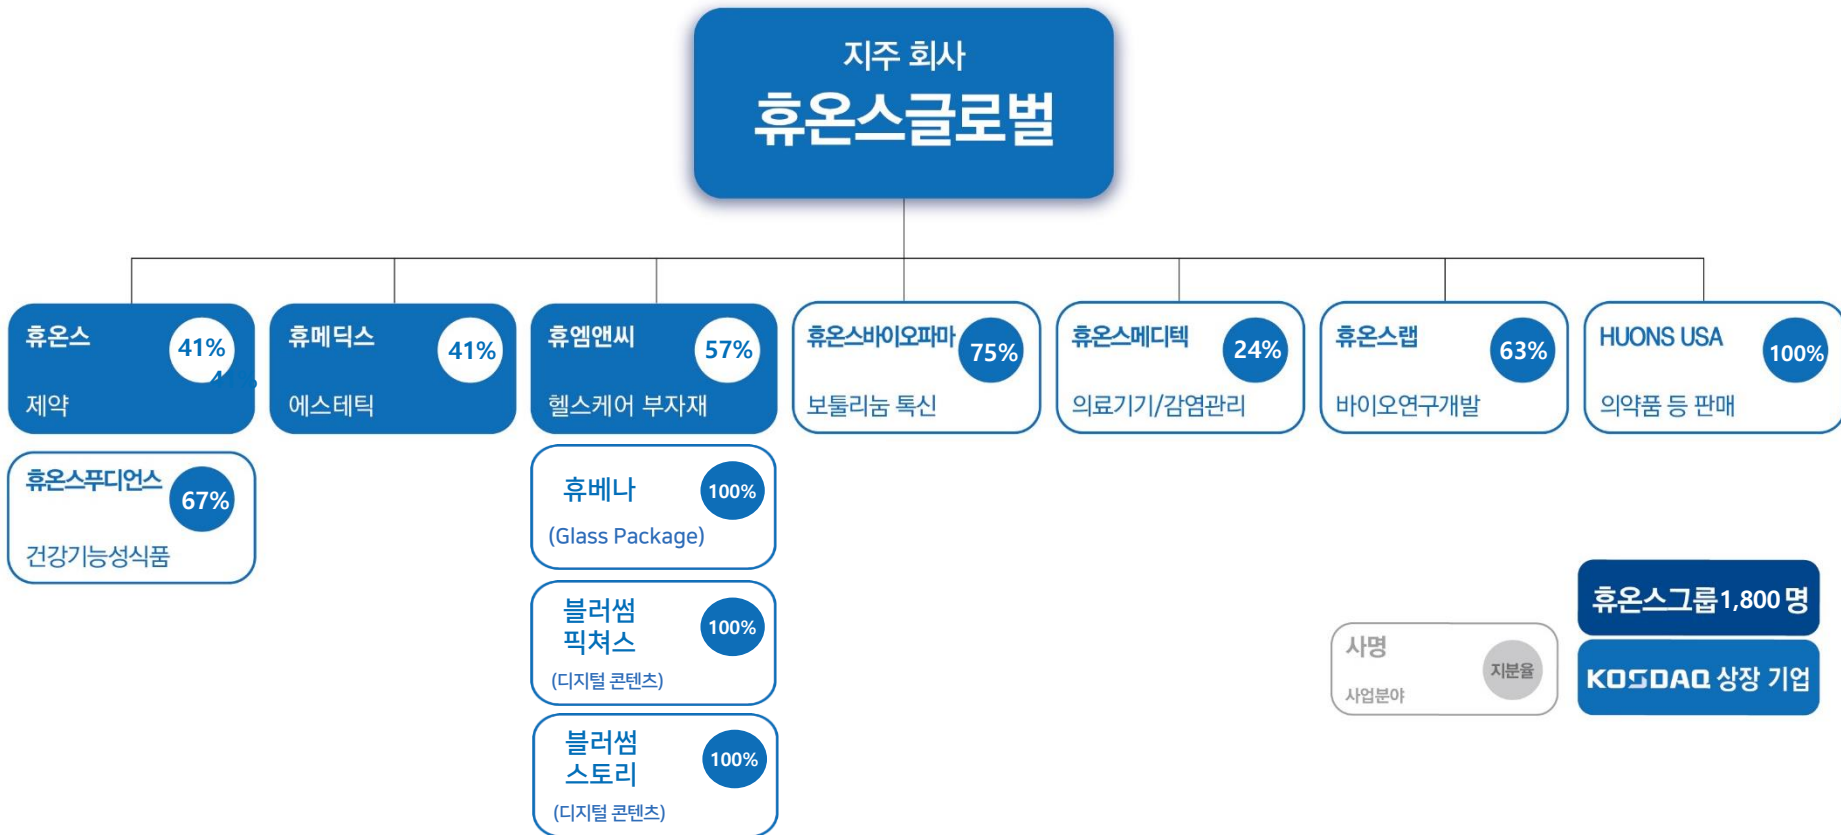 지주 회사
휴온스글로벌
휴온스
41%
41%
제약
휴메딕스
41%
에스테틱
휴엠앤씨
57%
헬스케어 부자재
휴온스바이오파마
75%
보툴리눔 톡신
휴온스메디텍
24%
의료기기/감염관리
휴온스랩
63%
바이오연구개발
HUONS USA
100%
의약품 등 판매
휴온스푸디언스
67%
건강기능성식품
휴베나
100%
(Glass Package)
블러썸
픽쳐스
100%
(디지털 콘텐츠)
블러썸
스토리
100%
(디지털 콘텐츠)
사명
지분율
사업분야
휴온스그룹1,800 명
KOSDAQ 상장 기업